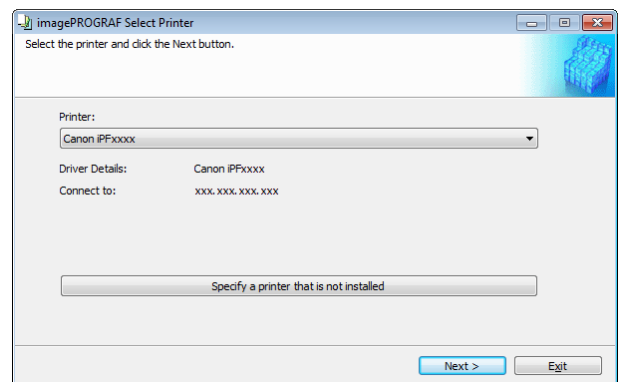 imagePROGRAF Select Printer
Select the printer and click the Next button.
Printer:
Canon iPFxxxx
Driver Details: Canon iPFxxxx
Connect to: xxx.xxx.xxx.xxx
Specify a printer that is not installed
Next > Exit